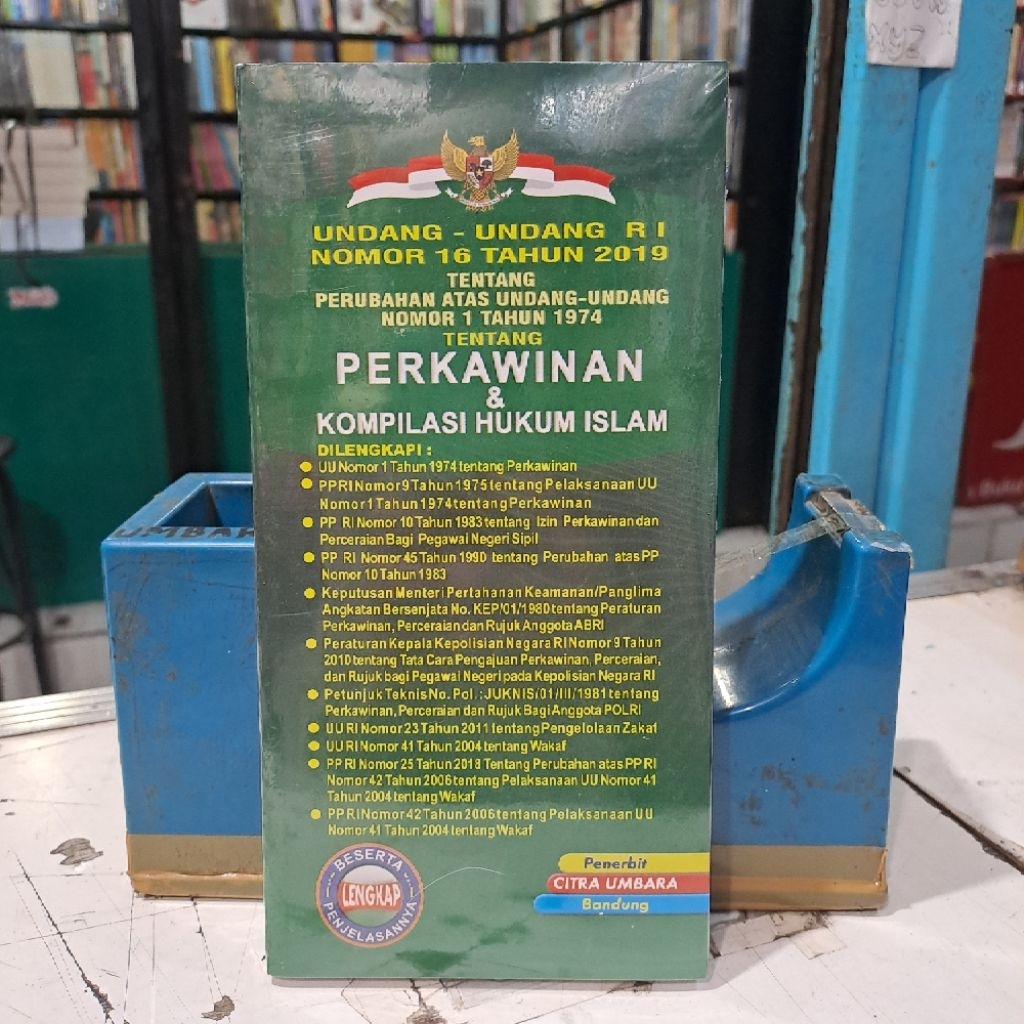 UNDANG - UNDANG R I
NOMOR 16 TAHUN 2019
TENTANG
PERUBAHAN ATAS UNDANG-UNDANG
NOMOR 1 TAHUN 1974
TENTANG
PERKAWINAN
&
KOMPILASI HUKUM ISLAM
DILENGKAPI :
UU Nomor 1 Tahun 1974 tentang Perkawinan
PP RI Nomor 9 Tahun 1975 tentang Pelaksanaan UU
Nomor 1 Tahun 1974 tentang Perkawinan
PP RI Nomor 10 Tahun 1983 tentang Izin Perkawinan dan
Perceraian Bagi Pegawai Negeri Sipil
PP RI Nomor 45 Tahun 1990 tentang Perubahan atas PP
Nomor 10 Tahun 1983
Keputusan Menteri Pertahanan Keamanan/Panglima
Angkatan Bersenjata No. KEP/01/1980 tentang Peraturan
Perkawinan, Perceraian dan Rujuk Anggota ABRI
Peraturan Kepala Kepolisian Negara RI Nomor 9 Tahun
2010 tentang Tata Cara Pengajuan Perkawinan, Perceraian,
dan Rujuk bagi Pegawai Negeri pada Kepolisian Negara RI
Petunjuk Teknis No. Pol. : JUKNIS/01/III/1981 tentang
Perkawinan, Perceraian dan Rujuk Bagi Anggota POLRI
UU RI Nomor 23 Tahun 2011 tentang Pengelolaan Zakat
UU RI Nomor 41 Tahun 2004 tentang Wakaf
PP RI Nomor 25 Tahun 2018 Tentang Perubahan atas PP RI
Nomor 42 Tahun 2006 tentang Pelaksanaan UU Nomor 41
Tahun 2004 tentang Wakaf
PP RI Nomor 42 Tahun 2006 tentang Pelaksanaan UU
Nomor 41 Tahun 2004 tentang Wakaf
BESERTA
LENGKAP
PENJELASANNYA
Penerbit
CITRA UMBARA
Bandung